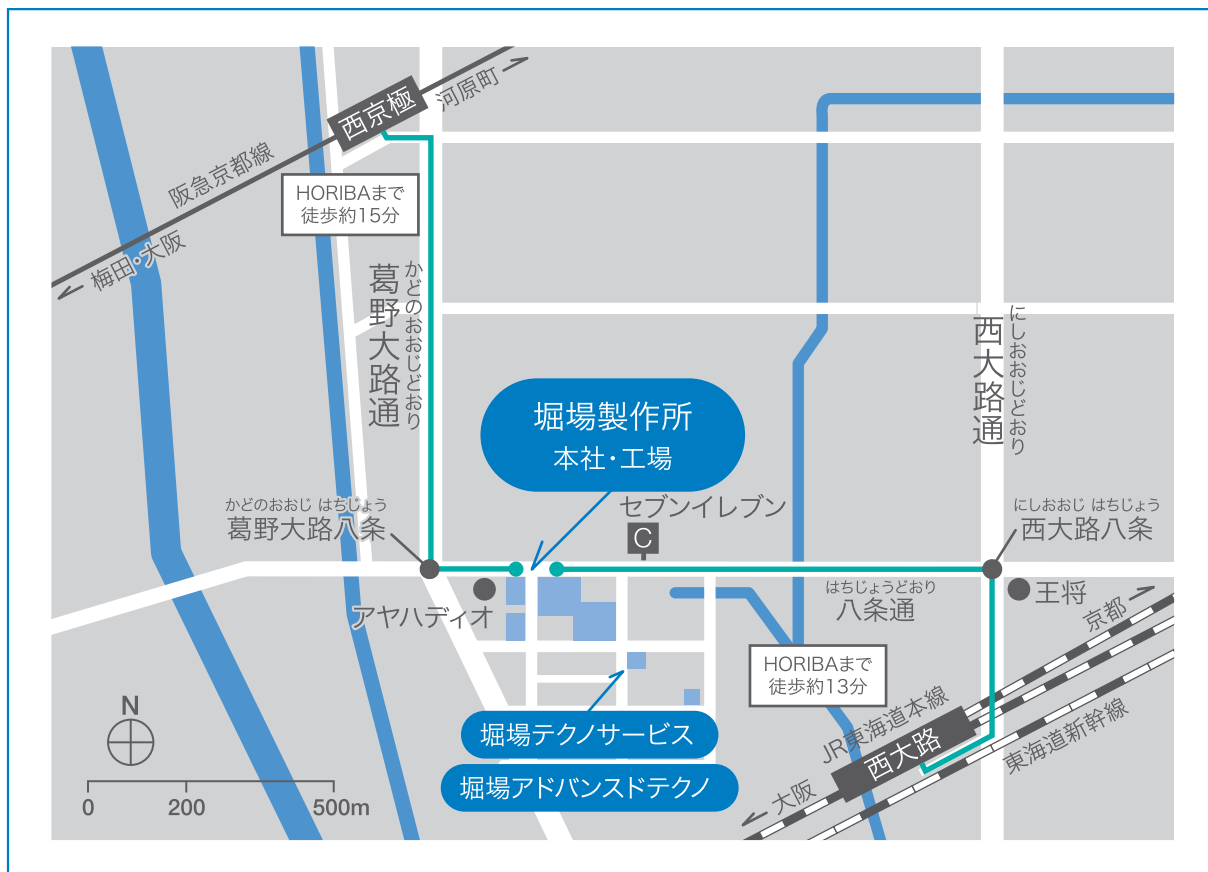 河原町
西京極
阪急京都線
HORIBAまで
徒歩約15分
梅田・大阪
かどのおおじどおり
葛野大路通
にしおおじどおり
西大路通
堀場製作所
本社・工場
セブンイレブン
C
かどのおおじ はちじょう
葛野大路八条
にしおおじ はちじょう
西大路八条
アヤハディオ
はちじょうどおり
八条通
王将
京都
HORIBAまで
徒歩約13分
JR東海道本線
西大路
東海道新幹線
大阪
堀場テクノサービス
堀場アドバンスドテクノ
N
0 200 500m